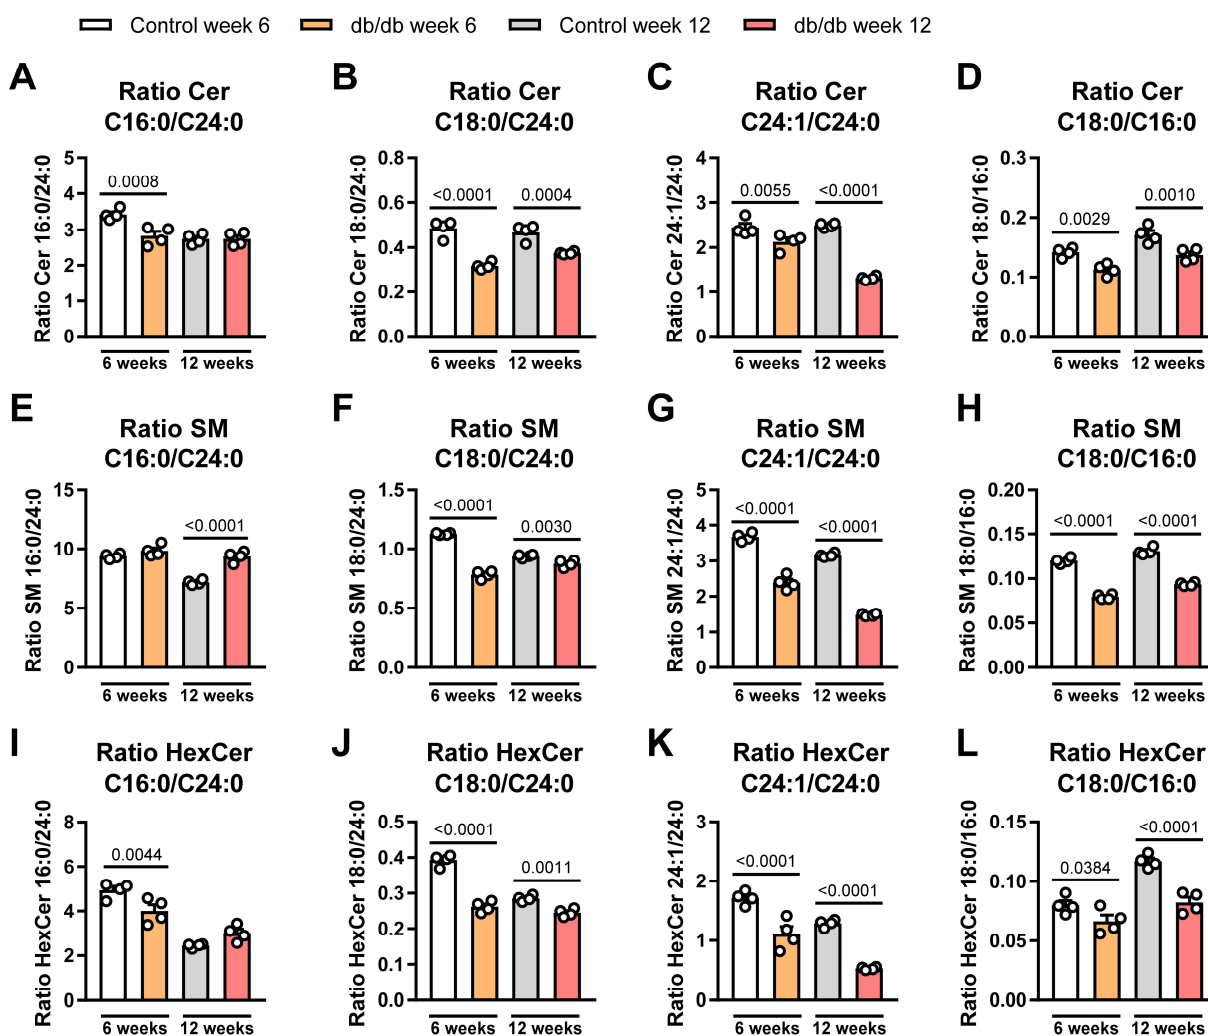 Control week 6 db/db week 6 Control week 12 db/db week 12
A
Ratio Cer
C16:0/C24:0
Ratio Cer 16:0/24:0
5
4
3
2
1
0
0.0008
6 weeks 12 weeks
B
Ratio Cer
C18:0/C24:0
Ratio Cer 18:0/24:0
0.8
0.6
0.4
0.2
0.0
<0.0001 0.0004
6 weeks 12 weeks
C
Ratio Cer
C24:1/C24:0
Ratio Cer 24:1/24:0
4
3
2
1
0
0.0055 <0.0001
6 weeks 12 weeks
D
Ratio Cer
C18:0/C16:0
Ratio Cer 18:0/16:0
0.3
0.2
0.1
0.0
0.0029 0.0010
6 weeks 12 weeks
E
Ratio SM
C16:0/C24:0
Ratio SM 16:0/24:0
15
10
5
0
<0.0001
6 weeks 12 weeks
F
Ratio SM
C18:0/C24:0
Ratio SM 18:0/24:0
1.5
1.0
0.5
0.0
<0.0001 0.0030
6 weeks 12 weeks
G
Ratio SM
C24:1/C24:0
Ratio SM 24:1/24:0
5
4
3
2
1
0
<0.0001 <0.0001
6 weeks 12 weeks
H
Ratio SM
C18:0/C16:0
Ratio SM 18:0/16:0
0.20
0.15
0.10
0.05
0.00
<0.0001 <0.0001
6 weeks 12 weeks
I
Ratio HexCer
C16:0/C24:0
Ratio HexCer 16:0/24:0
8
6
4
2
0
0.0044
6 weeks 12 weeks
J
Ratio HexCer
C18:0/C24:0
Ratio HexCer 18:0/24:0
0.5
0.4
0.3
0.2
0.1
0.0
<0.0001 0.0011
6 weeks 12 weeks
K
Ratio HexCer
C24:1/C24:0
Ratio HexCer 24:1/24:0
3
2
1
0
<0.0001 <0.0001
6 weeks 12 weeks
L
Ratio HexCer
C18:0/C16:0
Ratio HexCer 18:0/16:0
0.15
0.10
0.05
0.00
0.0384 <0.0001
6 weeks 12 weeks